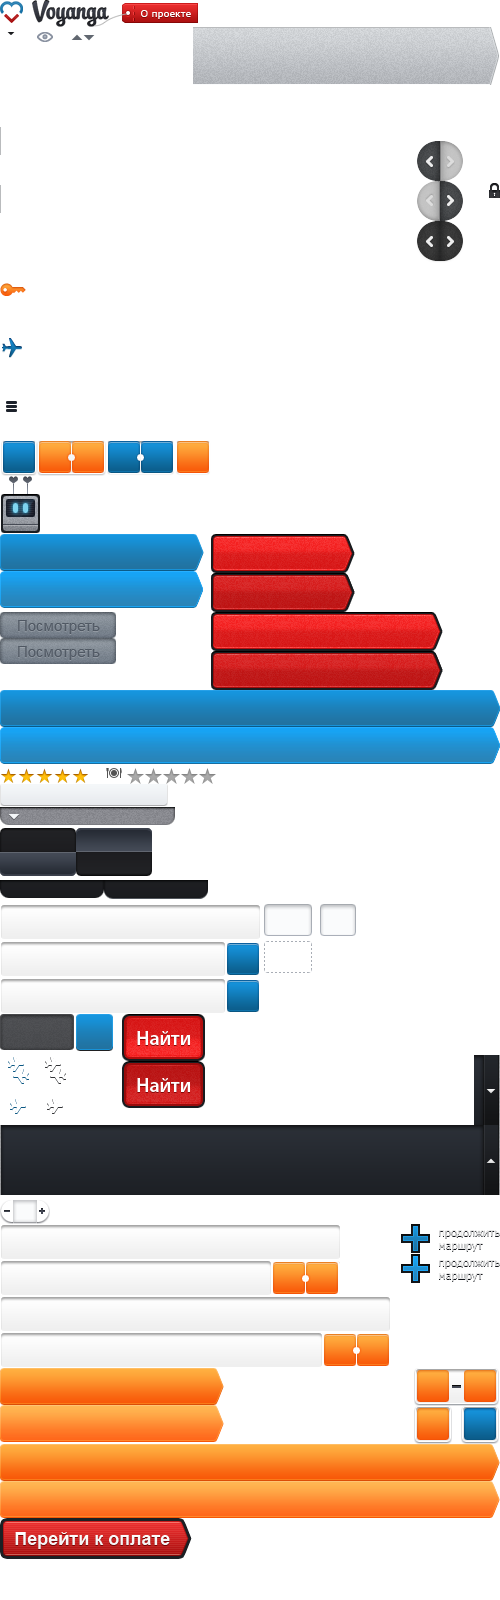 Voyanga
О проекте
Посмотреть
Посмотреть
Найти
Найти
продолжить
маршрут
продолжить
маршрут
Перейти к оплате